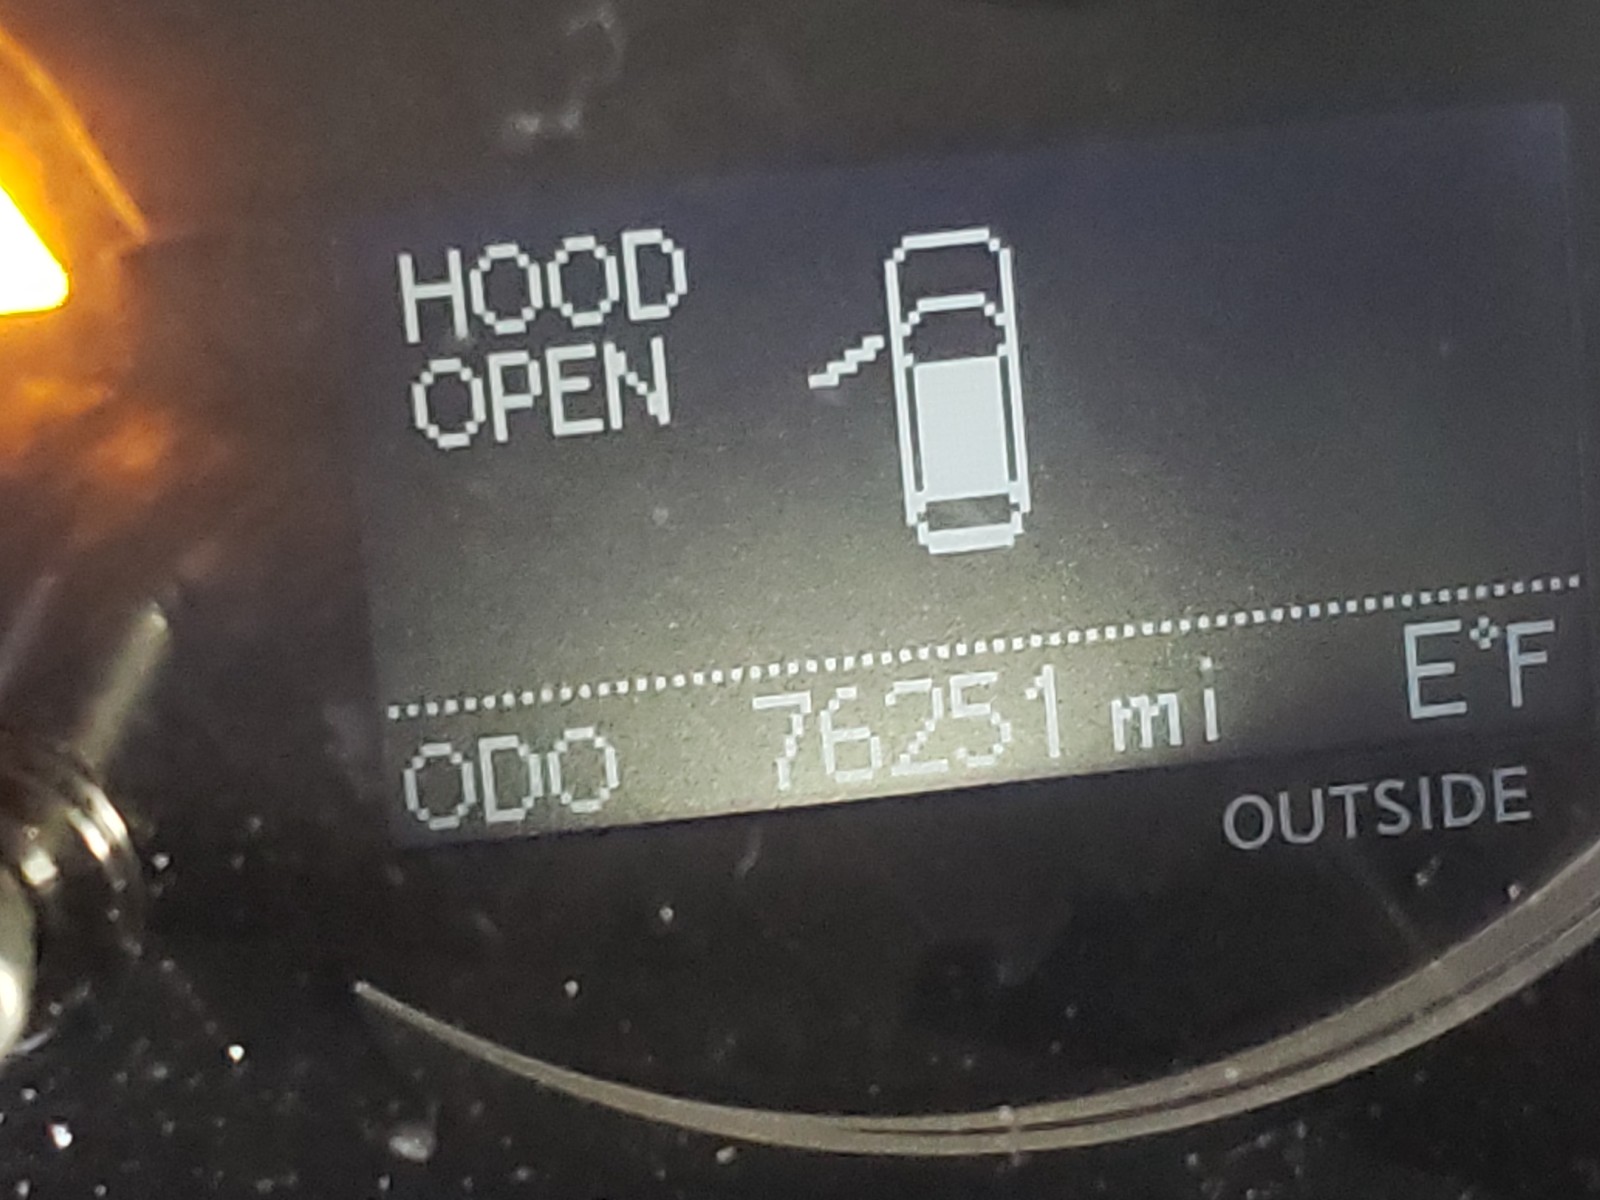 HOOD
OPEN
ODO 76251 mi E°F
OUTSIDE